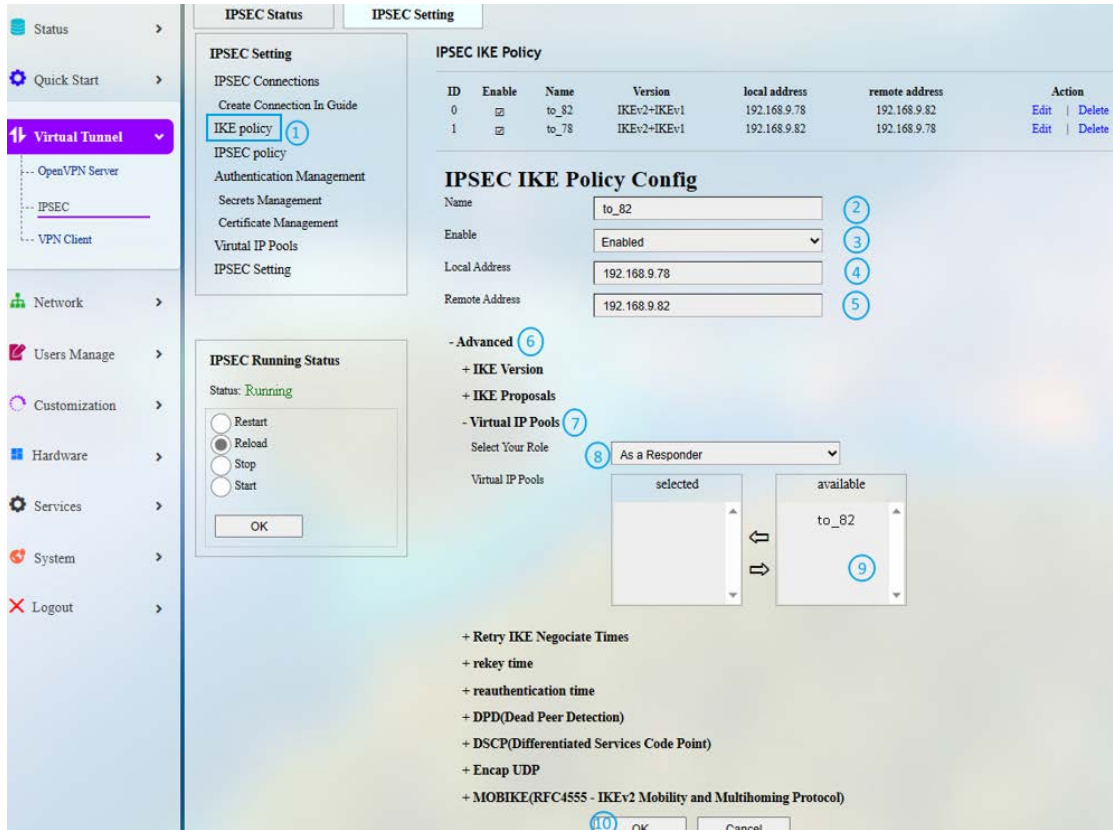 Status
Quick Start
Virtual Tunnel
OpenVPN Server
IPSEC
VPN Client
Network
Users Manage
Customization
Hardware
Services
System
Logout
IPSEC Status
IPSEC Setting
IPSEC Setting
IPSEC Connections
Create Connection In Guide
IKE policy 1
IPSEC policy
Authentication Management
Secrets Management
Certificate Management
Virutal IP Pools
IPSEC Setting
IPSEC Running Status
Status: Running
Restart
Reload
Stop
Start
OK
IPSEC IKE Policy
ID Enable Name Version local address remote address Action
0 to_82 IKEv2+IKEv1 192.168.9.78 192.168.9.82 Edit | Delete
1 to_78 IKEv2+IKEv1 192.168.9.82 192.168.9.78 Edit | Delete
IPSEC IKE Policy Config
Name to_82 2
Enable Enabled 3
Local Address 192.168.9.78 4
Remote Address 192.168.9.82 5
- Advanced 6
+ IKE Version
+ IKE Proposals
- Virtual IP Pools 7
Select Your Role 8 As a Responder
Virtual IP Pools selected available
to_82
9
+ Retry IKE Negociate Times
+ rekey time
+ reauthentication time
+ DPD(Dead Peer Detection)
+ DSCP(Differentiated Services Code Point)
+ Encap UDP
+ MOBIKE(RFC4555 - IKEv2 Mobility and Multihoming Protocol)
10 OK Cancel